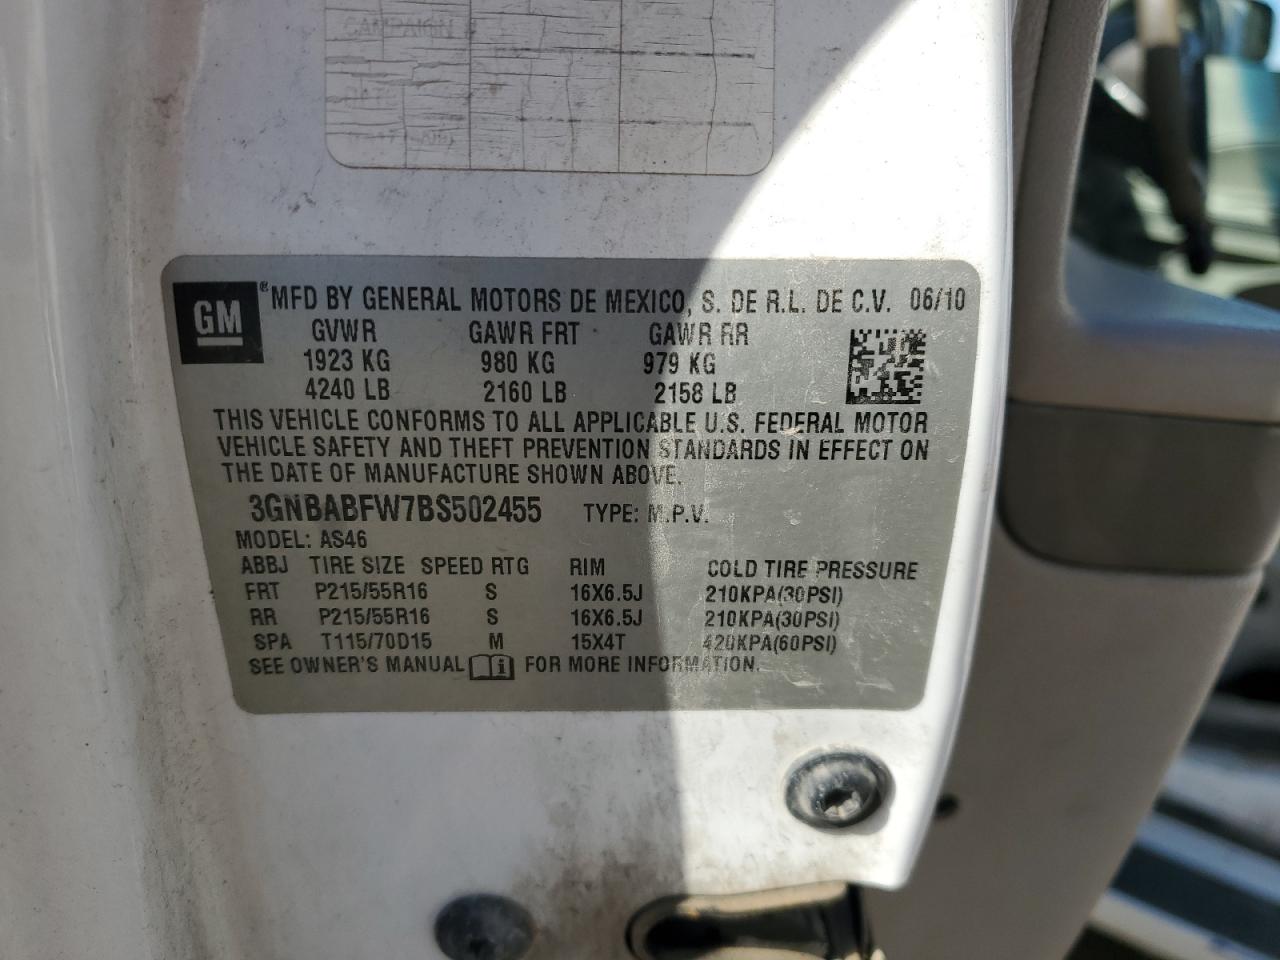 CAMPAIGN
DATE
GM ® MFD BY GENERAL MOTORS DE MEXICO, S. DE R.L. DE C.V. 06/10
GVWR GAWR FRT GAWR RR
1923 KG 980 KG 979 KG
4240 LB 2160 LB 2158 LB
THIS VEHICLE CONFORMS TO ALL APPLICABLE U.S. FEDERAL MOTOR
VEHICLE SAFETY AND THEFT PREVENTION STANDARDS IN EFFECT ON
THE DATE OF MANUFACTURE SHOWN ABOVE.
3GNBABFW7BS502455 TYPE: M.P.V.
MODEL: AS46
ABBJ TIRE SIZE SPEED RTG RIM COLD TIRE PRESSURE
FRT P215/55R16 S 16X6.5J 210KPA(30PSI)
RR P215/55R16 S 16X6.5J 210KPA(30PSI)
SPA T115/70D15 M 15X4T 420KPA(60PSI)
SEE OWNER'S MANUAL i FOR MORE INFORMATION.